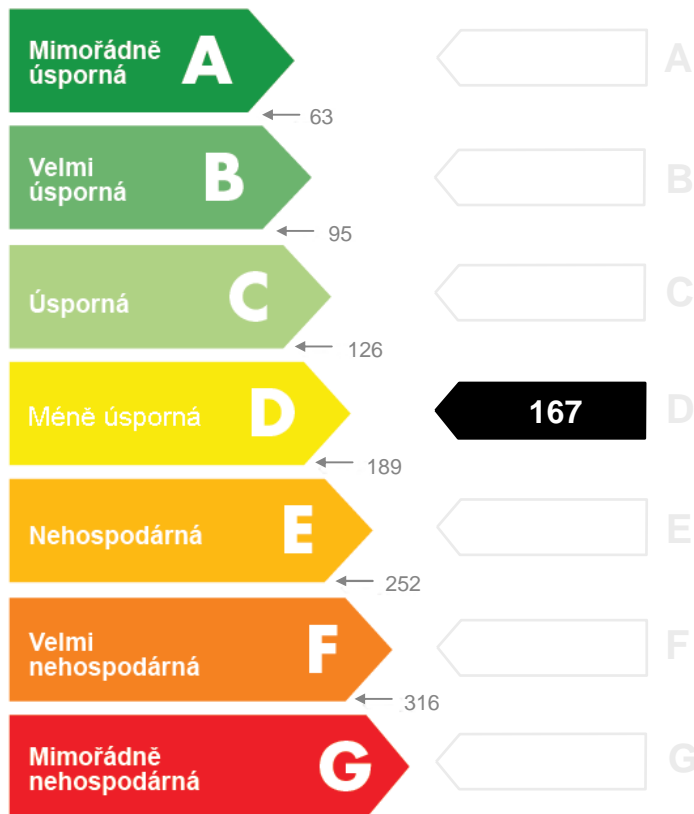 Mimořádně
úsporná
A
A
63
Velmi
úsporná
B
B
95
Úsporná
C
C
126
Méně úsporná
D
167
D
189
Nehospodárná
E
E
252
Velmi
nehospodárná
F
F
316
Mimořádně
nehospodárná
G
G